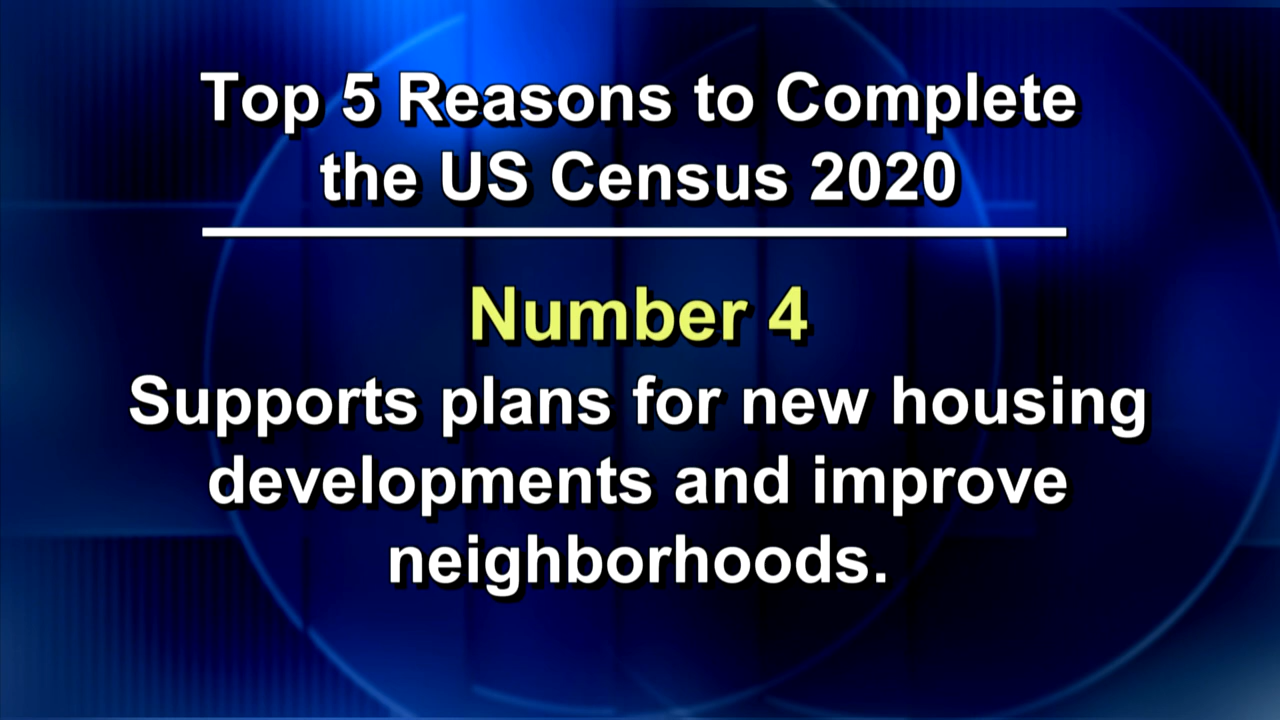 Top 5 Reasons to Complete
the US Census 2020
Number 4
Supports plans for new housing
developments and improve
neighborhoods.